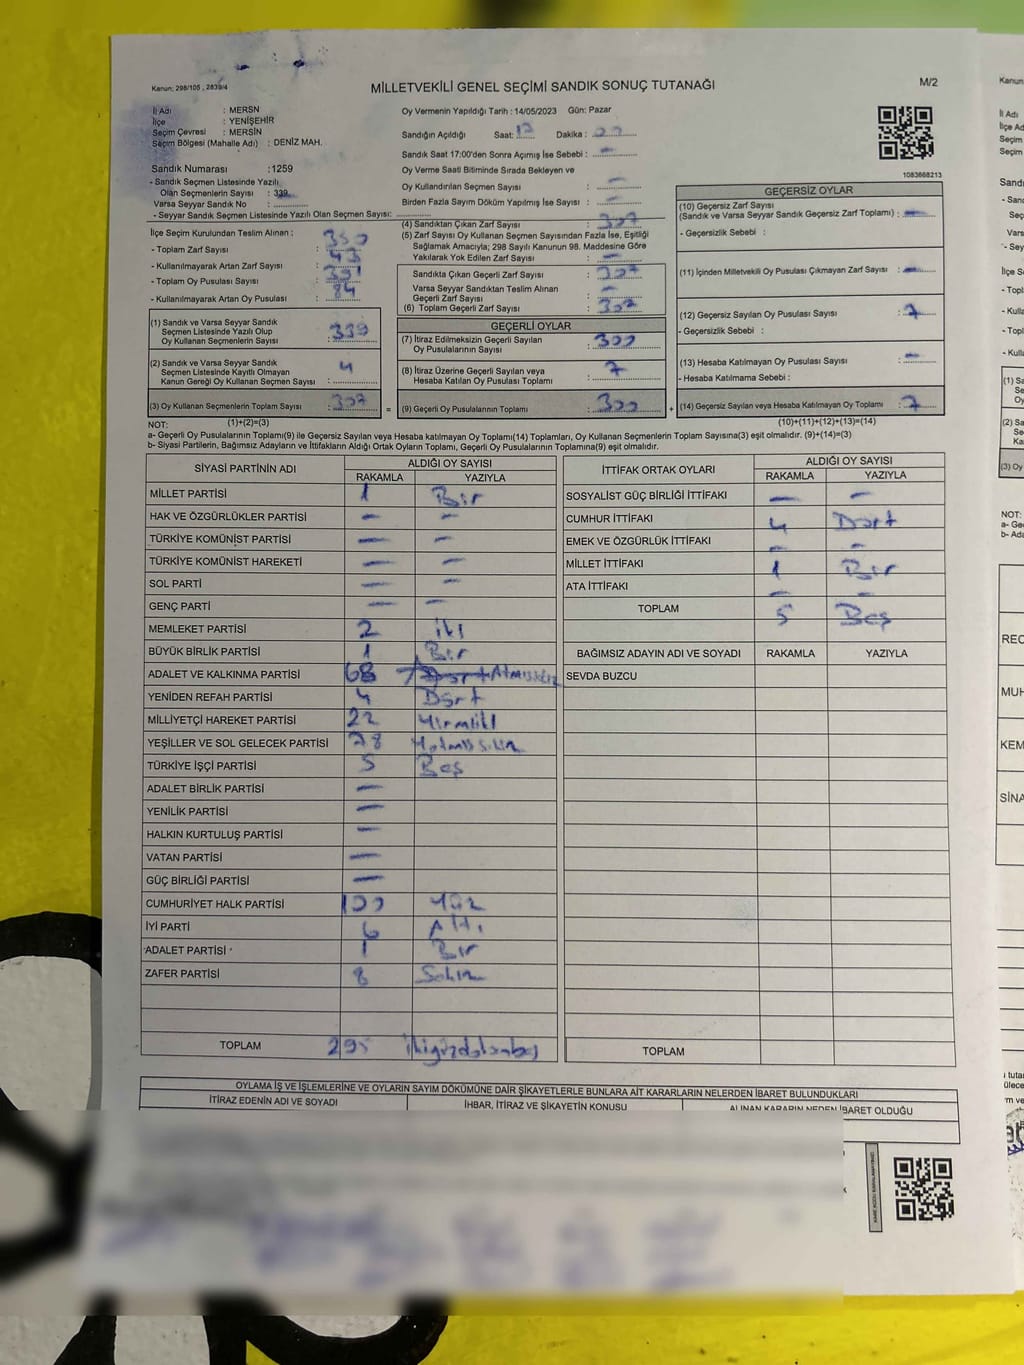 Kanun: 298/105 , 2839/4
MİLLETVEKİLİ GENEL SEÇİMİ SANDIK SONUÇ TUTANAĞI
M/2
İl Adı : MERSN
İlçe : YENİŞEHİR
Seçim Çevresi : MERSİN
Seçim Bölgesi (Mahalle Adı) : DENİZ MAH.
Sandık Numarası :1259
- Sandık Seçmen Listesinde Yazılı
Olan Seçmenlerin Sayısı : 339
Varsa Seyyar Sandık No :
- Seyyar Sandık Seçmen Listesinde Yazılı Olan Seçmen Sayısı:
İlçe Seçim Kurulundan Teslim Alınan :
- Toplam Zarf Sayısı : 350
- Kullanılmayarak Artan Zarf Sayısı : 43
- Toplam Oy Pusulası Sayısı :
- Kullanılmayarak Artan Oy Pusulası : 84
Oy Vermenin Yapıldığı Tarih : 14/05/2023 Gün: Pazar
Sandığın Açıldığı Saat: 17 Dakika : 00
Sandık Saat 17:00'den Sonra Açımış İse Sebebi : -
Oy Verme Saati Bitiminde Sırada Bekleyen ve
Oy Kullandırılan Seçmen Sayısı : -
Birden Fazla Sayım Döküm Yapılmış İse Sayısı : -
(4) Sandıktan Çıkan Zarf Sayısı : 307
(5) Zarf Sayısı Oy Kullanan Seçmen Sayısından Fazla İse, Eşitliği
Sağlamak Amacıyla; 298 Sayılı Kanunun 98. Maddesine Göre
Yakılarak Yok Edilen Zarf Sayısı : -
Sandıkta Çıkan Geçerli Zarf Sayısı : 307
Varsa Seyyar Sandıktan Teslim Alınan
Geçerli Zarf Sayısı : -
(6) Toplam Geçerli Zarf Sayısı : 307
1083668213
GEÇERSİZ OYLAR
(10) Geçersiz Zarf Sayısı
(Sandık ve Varsa Seyyar Sandık Geçersiz Zarf Toplamı) : -
- Geçersizlik Sebebi :
(11) İçinden Milletvekili Oy Pusulası Çıkmayan Zarf Sayısı : -
(12) Geçersiz Sayılan Oy Pusulası Sayısı : 7
- Geçersizlik Sebebi :
(13) Hesaba Katılmayan Oy Pusulası Sayısı : -
- Hesaba Katılmama Sebebi :
(14) Geçersiz Sayılan veya Hesaba Katılmayan Oy Toplamı : 7
(10)+(11)+(12)+(13)=(14)
(1) Sandık ve Varsa Seyyar Sandık
Seçmen Listesinde Yazılı Olup
Oy Kullanan Seçmenlerin Sayısı : 339
(2) Sandık ve Varsa Seyyar Sandık
Seçmen Listesinde Kayıtlı Olmayan
Kanun Gereği Oy Kullanan Seçmen Sayısı : 4
(3) Oy Kullanan Seçmenlerin Toplam Sayısı : 307
(1)+(2)=(3)
GEÇERLİ OYLAR
(7) İtiraz Edilmeksizin Geçerli Sayılan
Oy Pusulalarının Sayısı : 300
(8) İtiraz Üzerine Geçerli Sayılan veya
Hesaba Katılan Oy Pusulası Toplamı : 7
= (9) Geçerli Oy Pusulalarının Toplamı : 300 +
NOT:
a- Geçerli Oy Pusulalarının Toplamı(9) ile Geçersiz Sayılan veya Hesaba katılmayan Oy Toplamı(14) Toplamları, Oy Kullanan Seçmenlerin Toplam Sayısına(3) eşit olmalıdır. (9)+(14)=(3)
b- Siyasi Partilerin, Bağımsız Adayların ve İttifakların Aldığı Ortak Oyların Toplamı, Geçerli Oy Pusulalarının Toplamına(9) eşit olmalıdır.
SİYASİ PARTİNİN ADI ALDIĞI OY SAYISI
RAKAMLA YAZIYLA
MİLLET PARTİSİ 1 Bir
HAK VE ÖZGÜRLÜKLER PARTİSİ - -
TÜRKİYE KOMÜNİST PARTİSİ - -
TÜRKİYE KOMÜNİST HAREKETİ - -
SOL PARTİ - -
GENÇ PARTİ - -
MEMLEKET PARTİSİ 2 iki
BÜYÜK BİRLİK PARTİSİ 1 Bir
ADALET VE KALKINMA PARTİSİ 68
YENİDEN REFAH PARTİSİ 4 Dört
MİLLİYETÇİ HAREKET PARTİSİ 22 Yirmiiki
YEŞİLLER VE SOL GELECEK PARTİSİ 78
TÜRKİYE İŞÇİ PARTİSİ 5 Beş
ADALET BİRLİK PARTİSİ -
YENİLİK PARTİSİ -
HALKIN KURTULUŞ PARTİSİ -
VATAN PARTİSİ -
GÜÇ BİRLİĞİ PARTİSİ -
CUMHURİYET HALK PARTİSİ 100 Yüz
İYİ PARTİ 6 Altı
ADALET PARTİSİ 1 Bir
ZAFER PARTİSİ 8 Sekiz
TOPLAM 295 ikiyüzdoksanbeş
İTTİFAK ORTAK OYLARI ALDIĞI OY SAYISI
RAKAMLA YAZIYLA
SOSYALİST GÜÇ BİRLİĞİ İTTİFAKI - -
CUMHUR İTTİFAKI 4 Dört
EMEK VE ÖZGÜRLÜK İTTİFAKI - -
MİLLET İTTİFAKI 1 Bir
ATA İTTİFAKI - -
TOPLAM 5 Beş
BAĞIMSIZ ADAYIN ADI VE SOYADI RAKAMLA YAZIYLA
SEVDA BUZCU
TOPLAM
OYLAMA İŞ VE İŞLEMLERİNE VE OYLARIN SAYIM DÖKÜMÜNE DAİR ŞİKAYETLERLE BUNLARA AİT KARARLARIN NELERDEN İBARET BULUNDUKLARI
İTİRAZ EDENİN ADI VE SOYADI İHBAR, İTİRAZ VE ŞİKAYETİN KONUSU ALINAN KARARIN NEDEN İBARET OLDUĞU